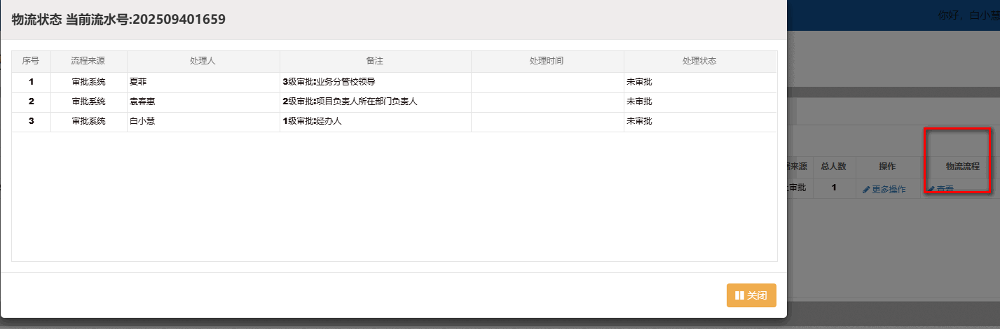 物流状态 当前流水号:202509401659
你好，白小慧
序号 流程来源 处理人 备注 处理时间 处理状态
1 审批系统 夏菲 3级审批:业务分管校领导 未审批
2 审批系统 袁春惠 2级审批:项目负责人所在部门负责人 未审批
3 审批系统 白小慧 1级审批:经办人 未审批
来源 总人数 操作 物流流程
审批 1 更多操作 查看
关闭